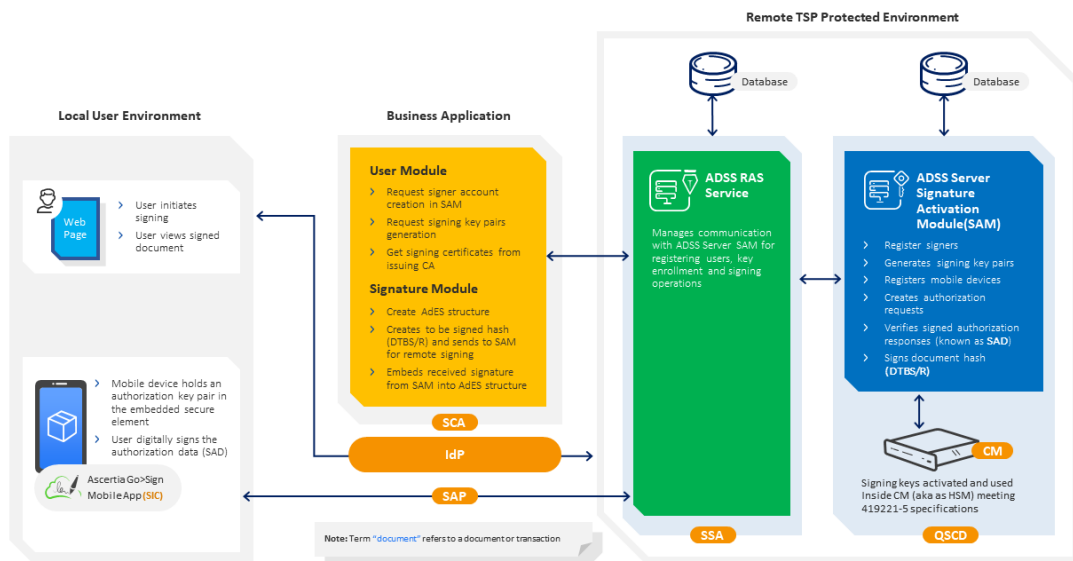 Remote TSP Protected Environment
Database
Database
Local User Environment
Business Application
Web
Page
User initiates
signing
User views signed
document
Mobile device holds an
authorization key pair in
the embedded secure
element
User digitally signs the
authorization data (SAD)
Ascertia Go>Sign
Mobile App (SIC)
User Module
Request signer account
creation in SAM
Request signing key pairs
generation
Get signing certificates from
issuing CA
Signature Module
Create AdES structure
Creates to be signed hash
(DTBS/R) and sends to SAM
for remote signing
Embeds received signature
from SAM into AdES structure
SCA
IdP
SAP
Note: Term "document" refers to a document or transaction
ADSS RAS
Service
Manages communication
with ADSS Server SAM for
registering users, key
enrollment and signing
operations
SSA
ADSS Server
Signature
Activation
Module(SAM)
Register signers
Generates signing key pairs
Registers mobile devices
Creates authorization
requests
Verifies signed authorization
responses (known as SAD)
Signs document hash
(DTBS/R)
CM
Signing keys activated and used
Inside CM (aka as HSM) meeting
419221-5 specifications
QSCD